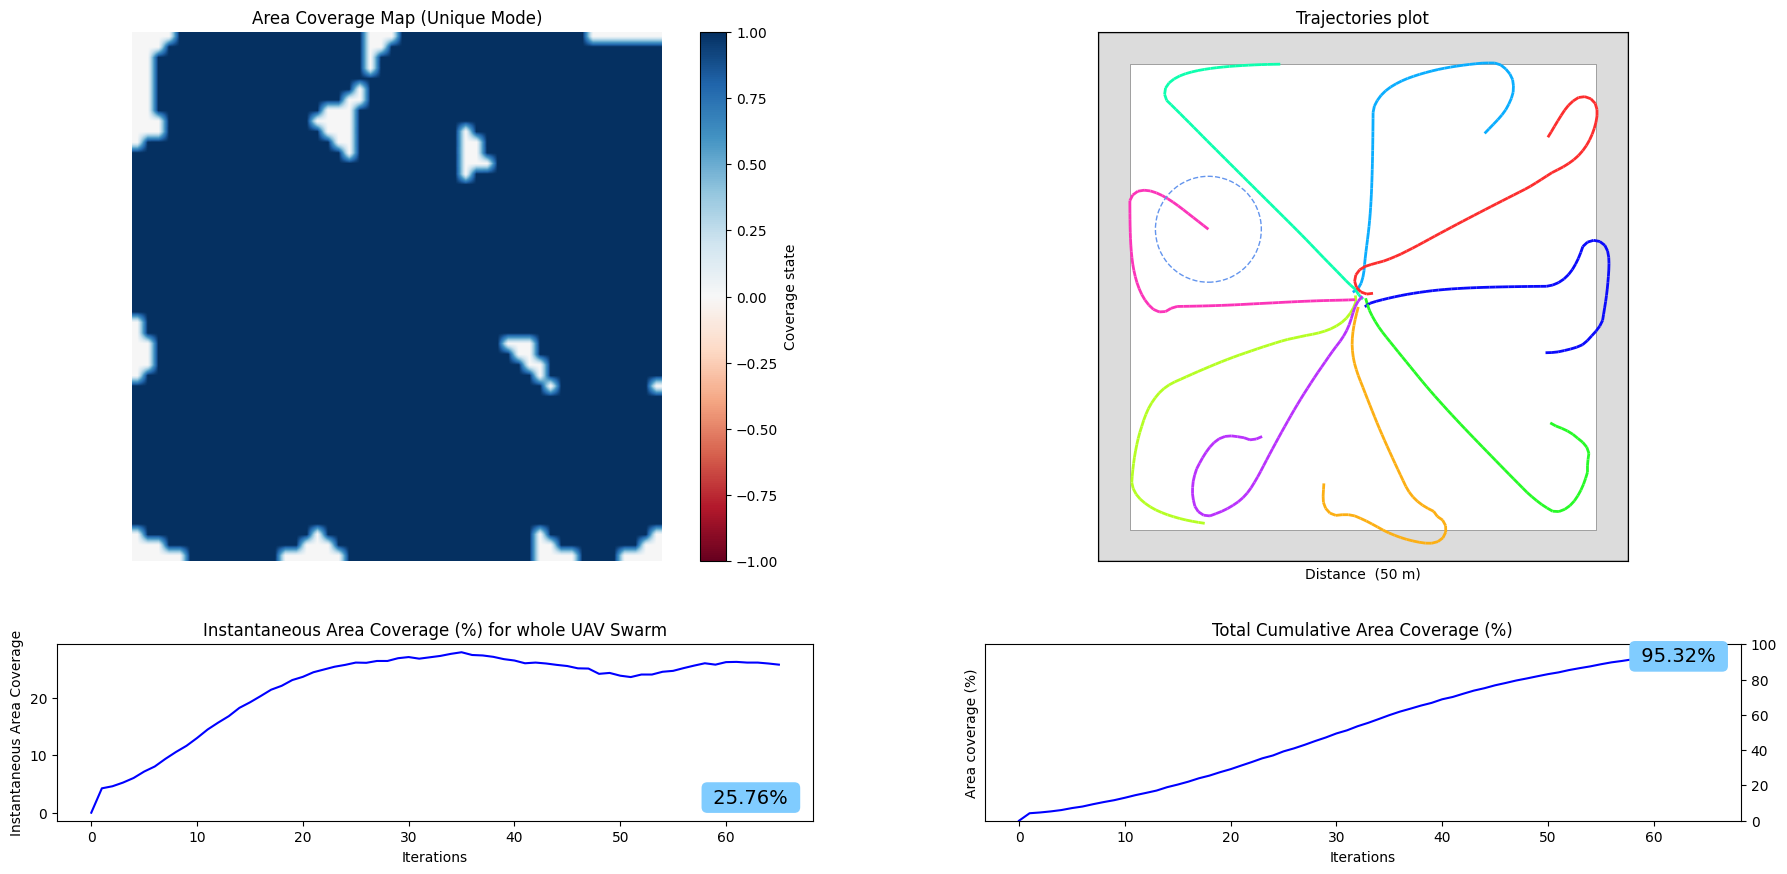 Area Coverage Map (Unique Mode)
1.00
0.75
0.50
0.25
0.00
−0.25
−0.50
−0.75
−1.00
Coverage state
Trajectories plot
Distance  (50 m)
Instantaneous Area Coverage (%) for whole UAV Swarm
Instantaneous Area Coverage
20
10
0
25.76%
0 10 20 30 40 50 60
Iterations
Total Cumulative Area Coverage (%)
Area coverage (%)
95.32%
100
80
60
40
20
0
0 10 20 30 40 50 60
Iterations